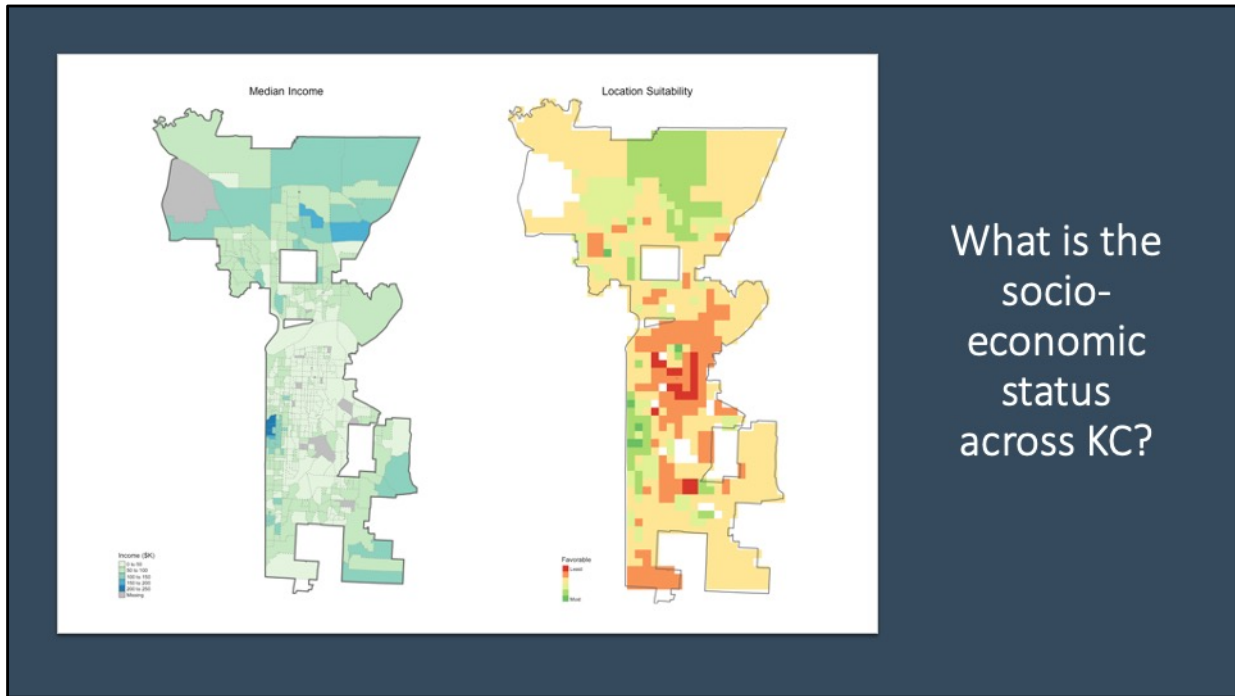 Median Income
Location Suitability
What is the
socio-
economic
status
across KC?
Income ($K)
0 to 50
50 to 100
100 to 150
150 to 200
200 to 250
Missing
Favorable
Least
Most